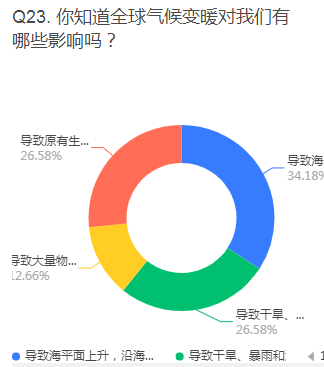 Q23. 你知道全球气候变暖对我们有
哪些影响吗？
导致原有生...
26.58%
导致海
34.18%
导致大量物...
12.66%
导致干旱、...
26.58%
导致海平面上升，沿海...
导致干旱、暴雨和
1